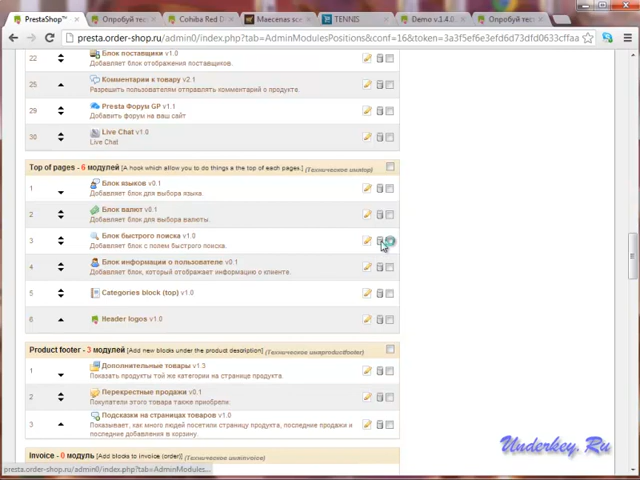 PrestaShop™
Опробуй тес
Cohiba Red D
Maecenas sc
TENNIS
Demo v.1.4.0
Опробуй тес
presta.order-shop.ru/admin0/index.php?tab=AdminModulesPositions&conf=16&token=3a3f5ef6e3efd6d73dfd0633cffaa
22 Блок поставщики v1.0
Добавляет блок отображения поставщиков.
25 Комментарии к товару v2.1
Разрешить пользователям отправлять комментарий о продукте.
29 Presta Форум GP v1.1
Добавить форум на ваш сайт
30 Live Chat v1.0
Live Chat
Top of pages - 6 модулей [A hook which allow you to do things a the top of each pages.] (Техническое имяtop)
1 Блок языков v0.1
Добавляет блок для выбора языка.
2 Блок валют v0.1
Добавляет блок для выбора валюты.
3 Блок быстрого поиска v1.0
Добавляет блок с полем быстрого поиска.
4 Блок информации о пользователе v0.1
Добавляет блок, который отображает информацию о клиенте.
5 Categories block (top) v1.0
6 Header logos v1.0
Product footer - 3 модулей [Add new blocks under the product description] (Техническое имяproductfooter)
1 Дополнительные товары v1.3
Показать продукты той же категории на странице продукта.
2 Перекрестные продажи v0.1
Покупатели этого товара также приобрели.
3 Подсказки на страницах товаров v1.0
Показывает, как много людей посетили страницу продукта, последние продажи и
последние добавления в корзину.
Invoice - 0 модуль [Add blocks to invoice (order)] (Техническое имяinvoice)
Underkey.Ru
presta.order-shop.ru/admin0/index.php?tab=AdminModules...